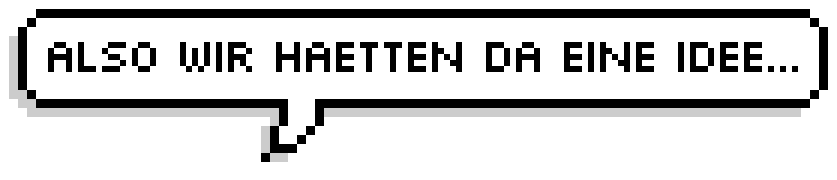 ALSO WIR HAETTEN DA EINE IDEE...